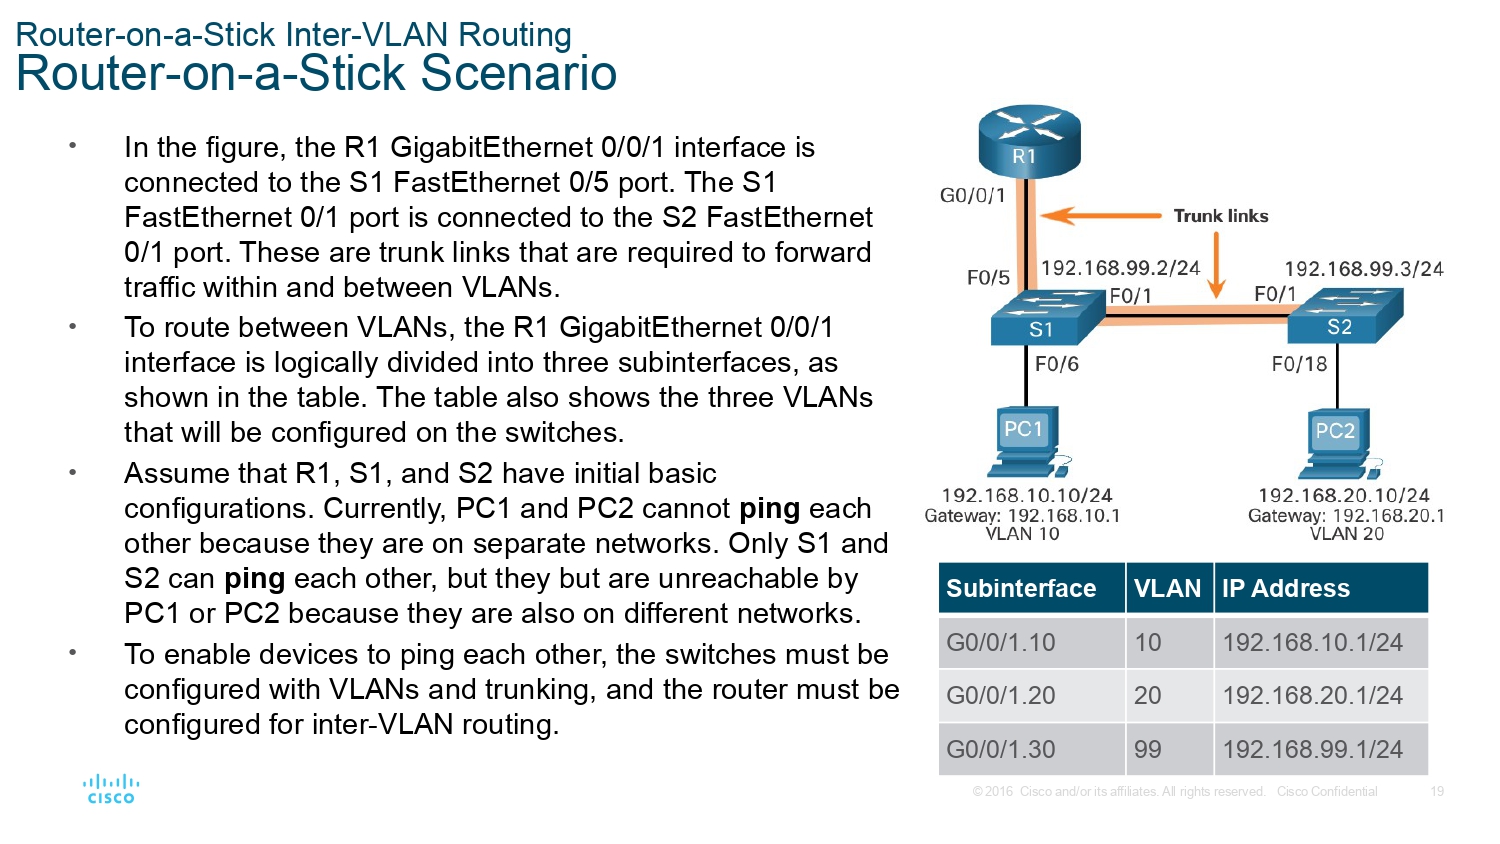 Router-on-a-Stick Inter-VLAN Routing
Router-on-a-Stick Scenario
• In the figure, the R1 GigabitEthernet 0/0/1 interface is
connected to the S1 FastEthernet 0/5 port. The S1
FastEthernet 0/1 port is connected to the S2 FastEthernet
0/1 port. These are trunk links that are required to forward
traffic within and between VLANs.
• To route between VLANs, the R1 GigabitEthernet 0/0/1
interface is logically divided into three subinterfaces, as
shown in the table. The table also shows the three VLANs
that will be configured on the switches.
• Assume that R1, S1, and S2 have initial basic
configurations. Currently, PC1 and PC2 cannot ping each
other because they are on separate networks. Only S1 and
S2 can ping each other, but they but are unreachable by
PC1 or PC2 because they are also on different networks.
• To enable devices to ping each other, the switches must be
configured with VLANs and trunking, and the router must be
configured for inter-VLAN routing.
R1
G0/0/1
Trunk links
F0/5
192.168.99.2/24
192.168.99.3/24
F0/1
F0/1
S1
S2
F0/6
F0/18
PC1
PC2
192.168.10.10/24
Gateway: 192.168.10.1
VLAN 10
192.168.20.10/24
Gateway: 192.168.20.1
VLAN 20
Subinterface VLAN IP Address
G0/0/1.10 10 192.168.10.1/24
G0/0/1.20 20 192.168.20.1/24
G0/0/1.30 99 192.168.99.1/24
CISCO
© 2016 Cisco and/or its affiliates. All rights reserved. Cisco Confidential 19